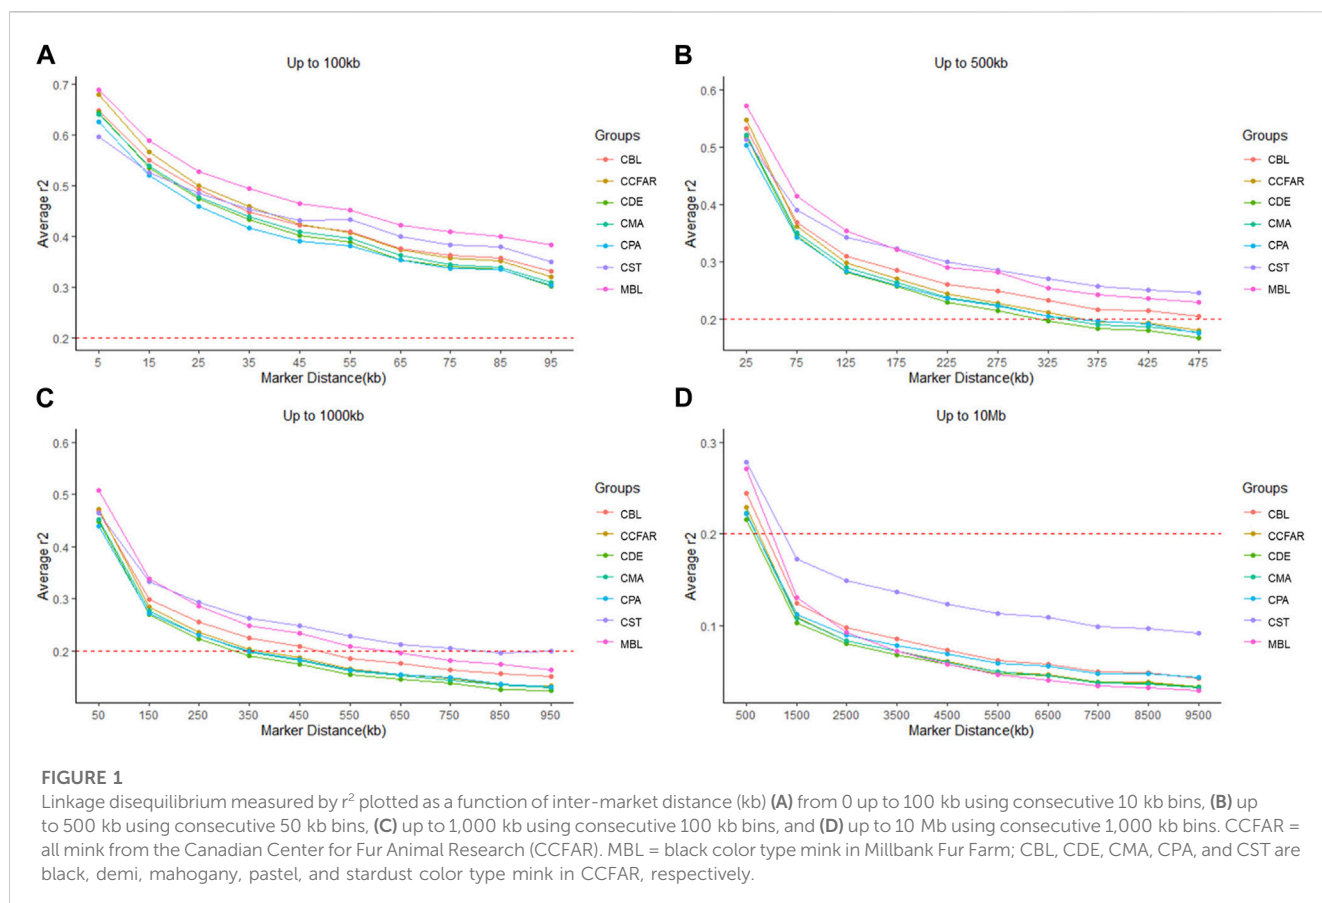 A
Up to 100kb
Average r2
0.7
0.6
0.5
0.4
0.3
0.2
5 15 25 35 45 55 65 75 85 95
Marker Distance(kb)
Groups
CBL
CCFAR
CDE
CMA
CPA
CST
MBL
B
Up to 500kb
Average r2
0.6
0.5
0.4
0.3
0.2
25 75 125 175 225 275 325 375 425 475
Marker Distance(kb)
Groups
CBL
CCFAR
CDE
CMA
CPA
CST
MBL
C
Up to 1000kb
Average r2
0.6
0.5
0.4
0.3
0.2
50 150 250 350 450 550 650 750 850 950
Marker Distance(kb)
Groups
CBL
CCFAR
CDE
CMA
CPA
CST
MBL
D
Up to 10Mb
Average r2
0.3
0.2
0.1
500 1500 2500 3500 4500 5500 6500 7500 8500 9500
Marker Distance(kb)
Groups
CBL
CCFAR
CDE
CMA
CPA
CST
MBL
FIGURE 1
Linkage disequilibrium measured by r² plotted as a function of inter-market distance (kb) (A) from 0 up to 100 kb using consecutive 10 kb bins, (B) up
to 500 kb using consecutive 50 kb bins, (C) up to 1,000 kb using consecutive 100 kb bins, and (D) up to 10 Mb using consecutive 1,000 kb bins. CCFAR =
all mink from the Canadian Center for Fur Animal Research (CCFAR). MBL = black color type mink in Millbank Fur Farm; CBL, CDE, CMA, CPA, and CST are
black, demi, mahogany, pastel, and stardust color type mink in CCFAR, respectively.